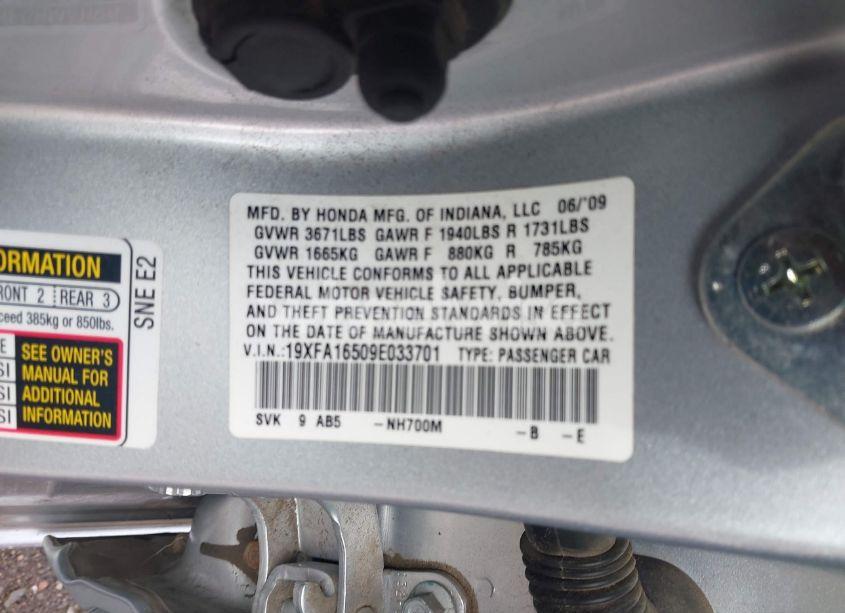 MFD. BY HONDA MFG. OF INDIANA, LLC 06/'09
GVWR 3671LBS GAWR F 1940LBS R 1731LBS
GVWR 1665KG GAWR F 880KG R 785KG
THIS VEHICLE CONFORMS TO ALL APPLICABLE
FEDERAL MOTOR VEHICLE SAFETY, BUMPER,
AND THEFT PREVENTION STANDARDS IN EFFECT
ON THE DATE OF MANUFACTURE SHOWN ABOVE.
V.I.N.:19XFA16509E033701 TYPE: PASSENGER CAR
SVK 9 AB5 -NH700M -B -E
ORMATION
RONT 2 REAR 3
ceed 385kg or 850lbs.
SEE OWNER'S
MANUAL FOR
ADDITIONAL
INFORMATION
SNE E2